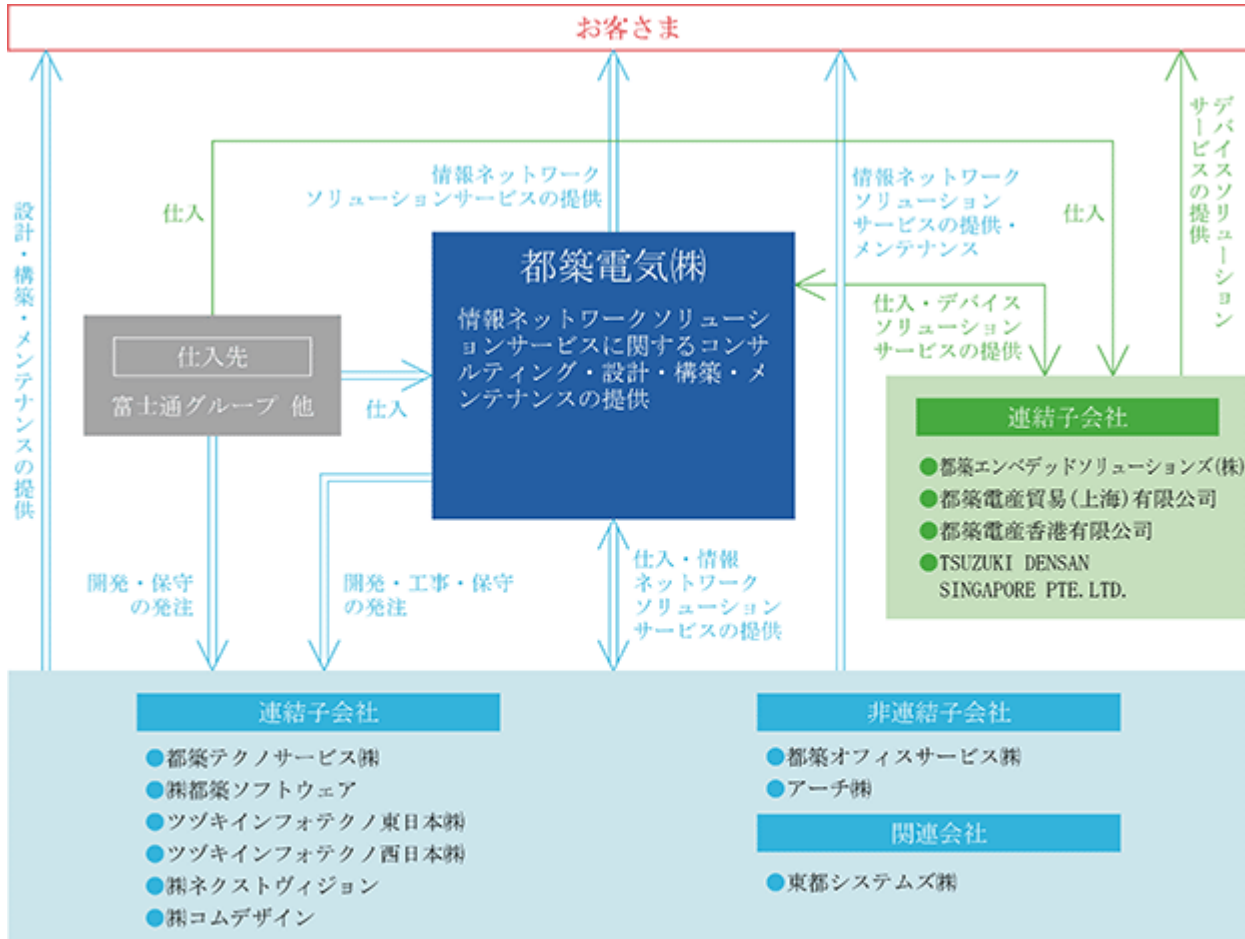 お客さま
設計・構築・メンテナンスの提供
仕入
情報ネットワーク
ソリューションサービスの提供
情報ネットワーク
ソリューション
サービスの提供・
メンテナンス
仕入
デバイスソリューション
サービスの提供
都築電気㈱
情報ネットワークソリューシ
ョンサービスに関するコンサ
ルティング・設計・構築・メ
ンテナンスの提供
仕入・デバイス
ソリューション
サービスの提供
仕入先
富士通グループ 他
仕入
連結子会社
●都築エンベデッドソリューションズ(株)
●都築電産貿易(上海)有限公司
●都築電産香港有限公司
●TSUZUKI DENSAN
SINGAPORE PTE.LTD.
開発・保守
の発注
開発・工事・保守
の発注
仕入・情報
ネットワーク
ソリューション
サービスの提供
連結子会社
●都築テクノサービス㈱
●㈱都築ソフトウェア
●ツヅキインフォテクノ東日本㈱
●ツヅキインフォテクノ西日本㈱
●㈱ネクストヴィジョン
●㈱コムデザイン
非連結子会社
●都築オフィスサービス㈱
●アーチ㈱
関連会社
●東都システムズ㈱